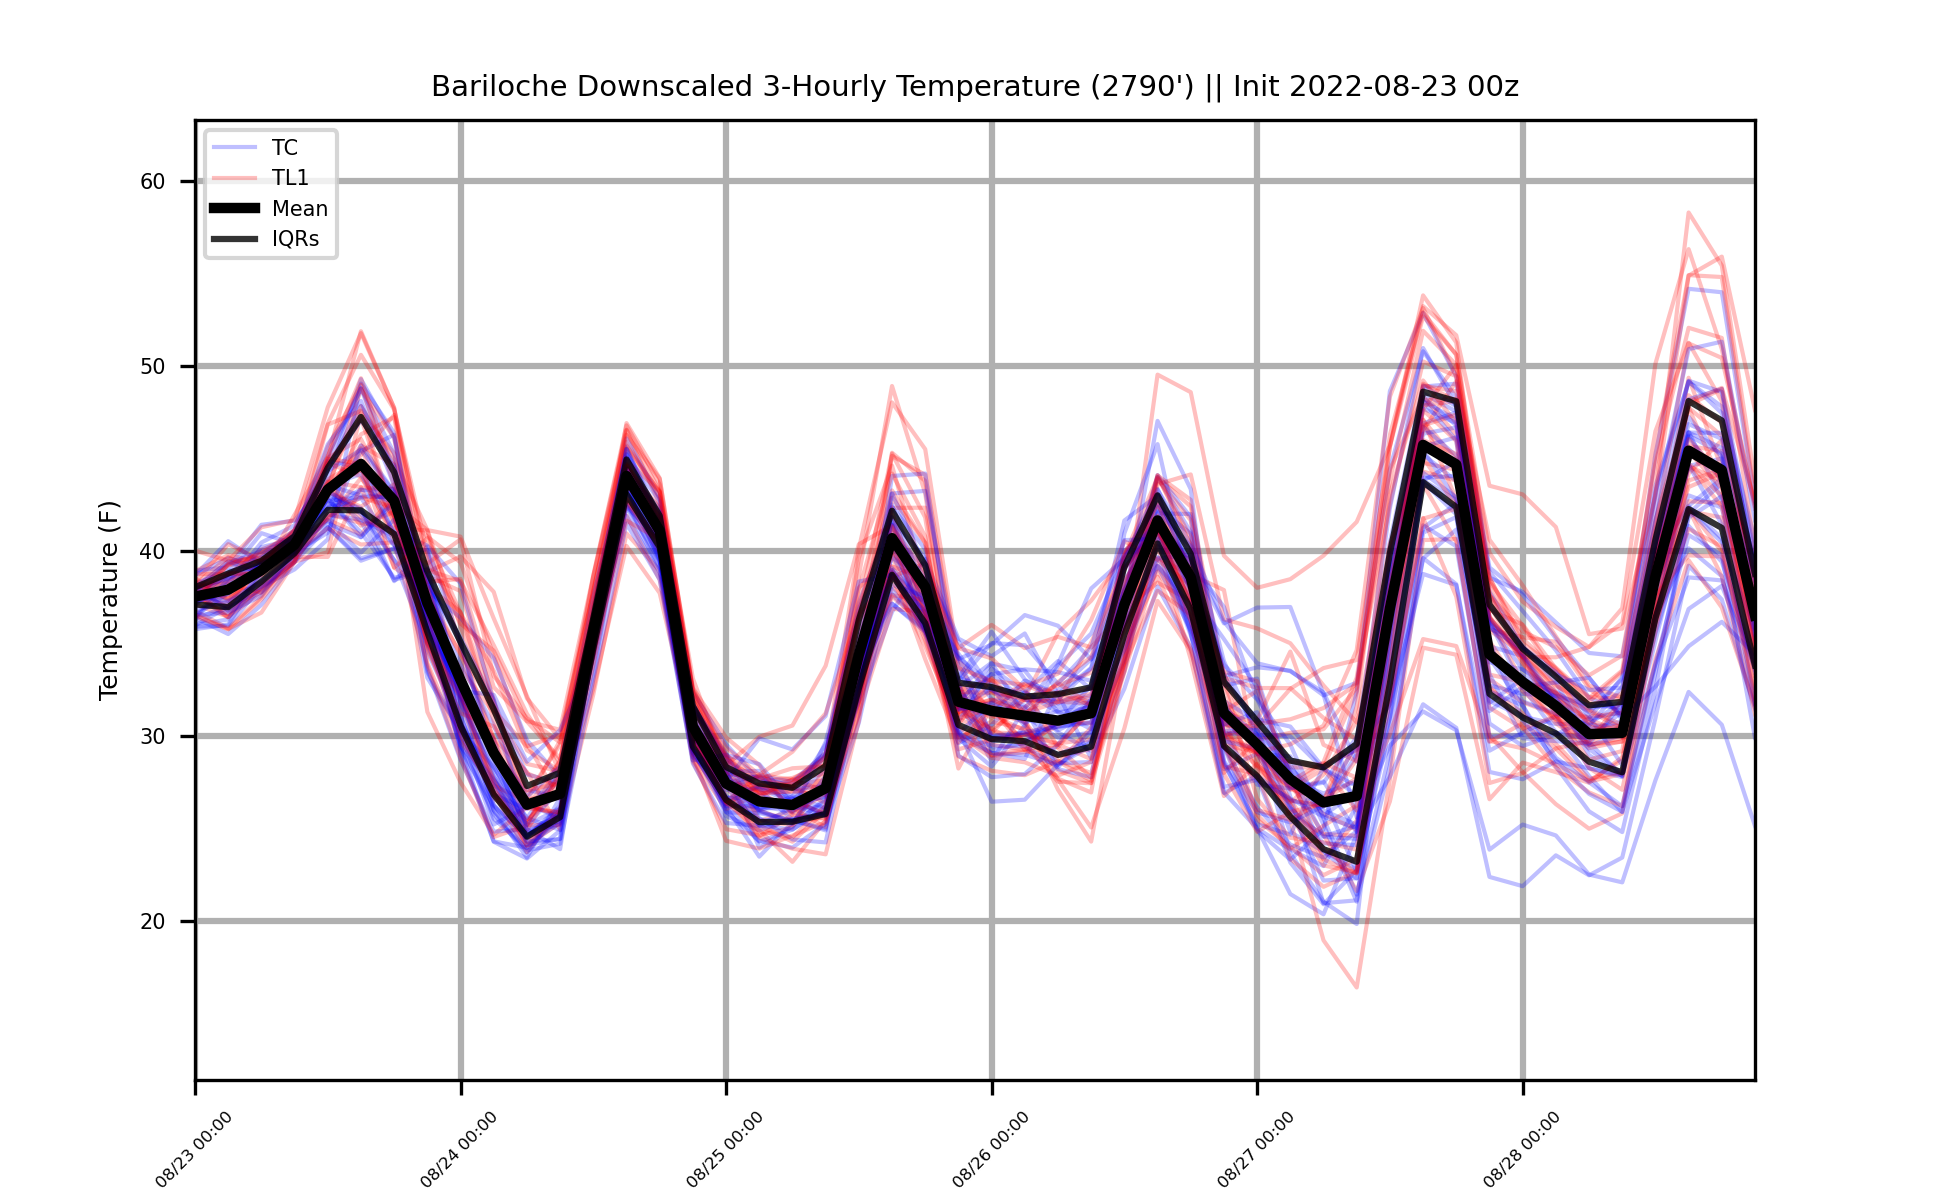 Bariloche Downscaled 3-Hourly Temperature (2790') || Init 2022-08-23 00z
TC
TL1
Mean
IQRs
Temperature (F)
60
50
40
30
20
08/23 00:00
08/24 00:00
08/25 00:00
08/26 00:00
08/27 00:00
08/28 00:00